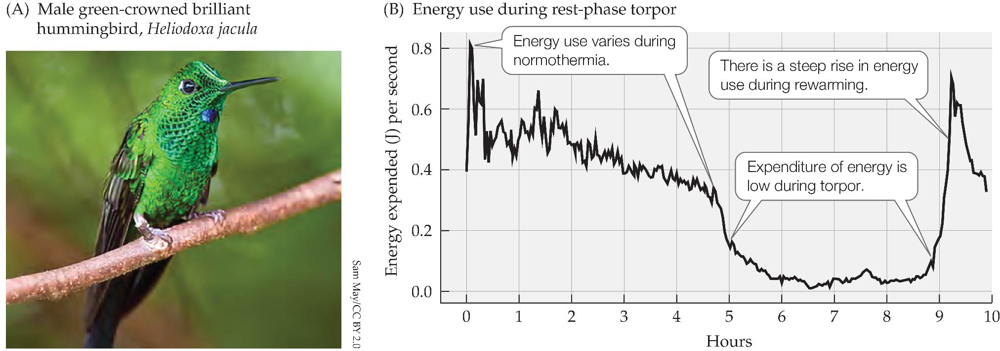 (A) Male green-crowned brilliant
hummingbird, Heliodoxa jacula
Sam May/CC BY 2.0
(B) Energy use during rest-phase torpor
Energy expended (J) per second
0.8
0.6
0.4
0.2
0.0
Energy use varies during
normothermia.
There is a steep rise in energy
use during rewarming.
Expenditure of energy is
low during torpor.
0 1 2 3 4 5 6 7 8 9 10
Hours